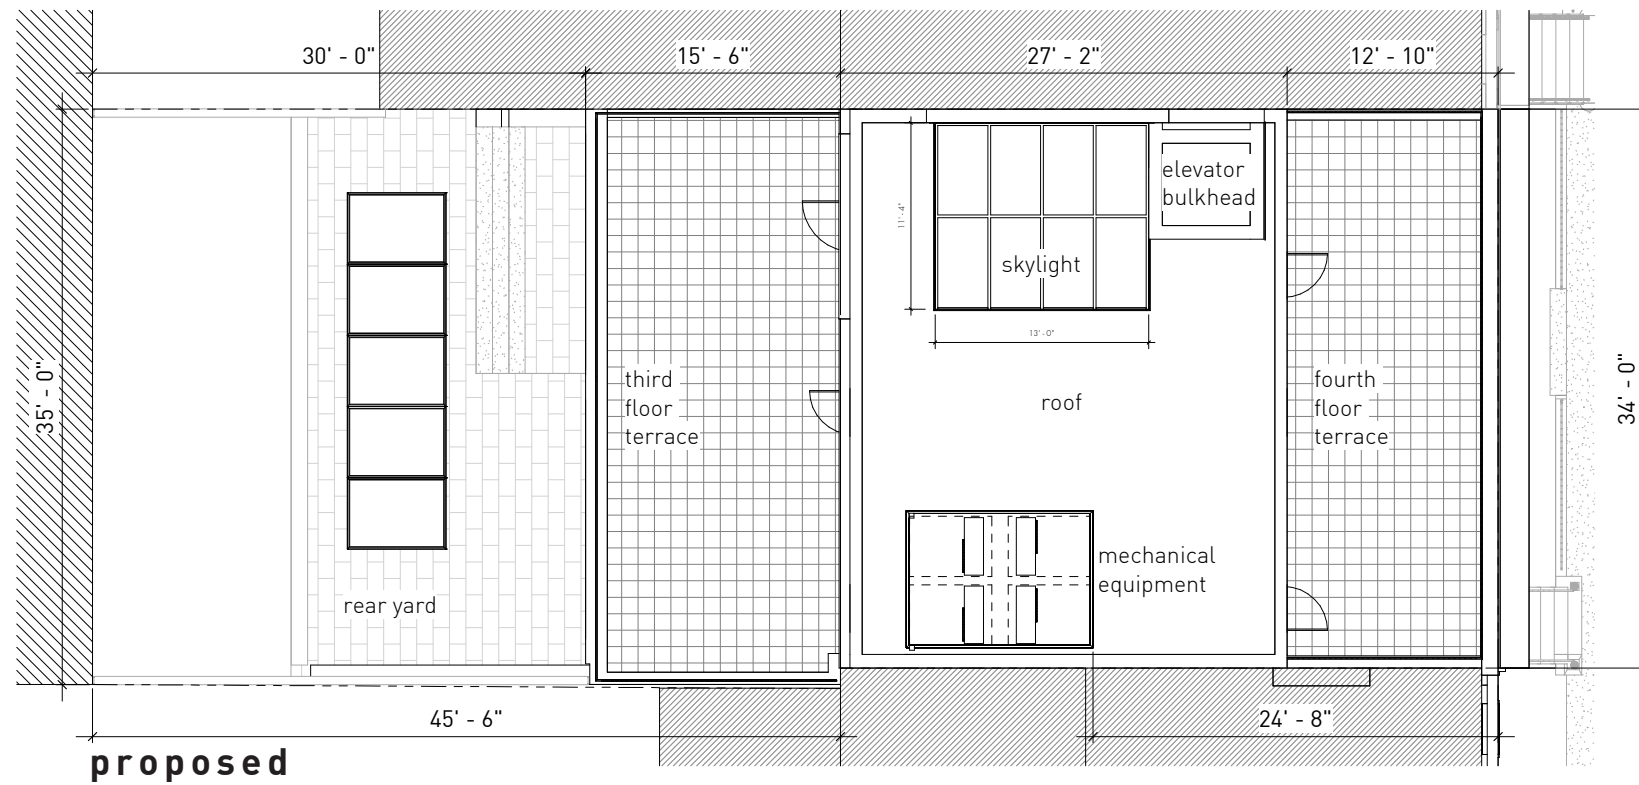 30' - 0"
15' - 6"
27' - 2"
12' - 10"
elevator
bulkhead
11' - 4"
skylight
13' - 0"
third
floor
terrace
fourth
floor
terrace
35' - 0"
34' - 0"
roof
mechanical
equipment
rear yard
45' - 6"
24' - 8"
proposed